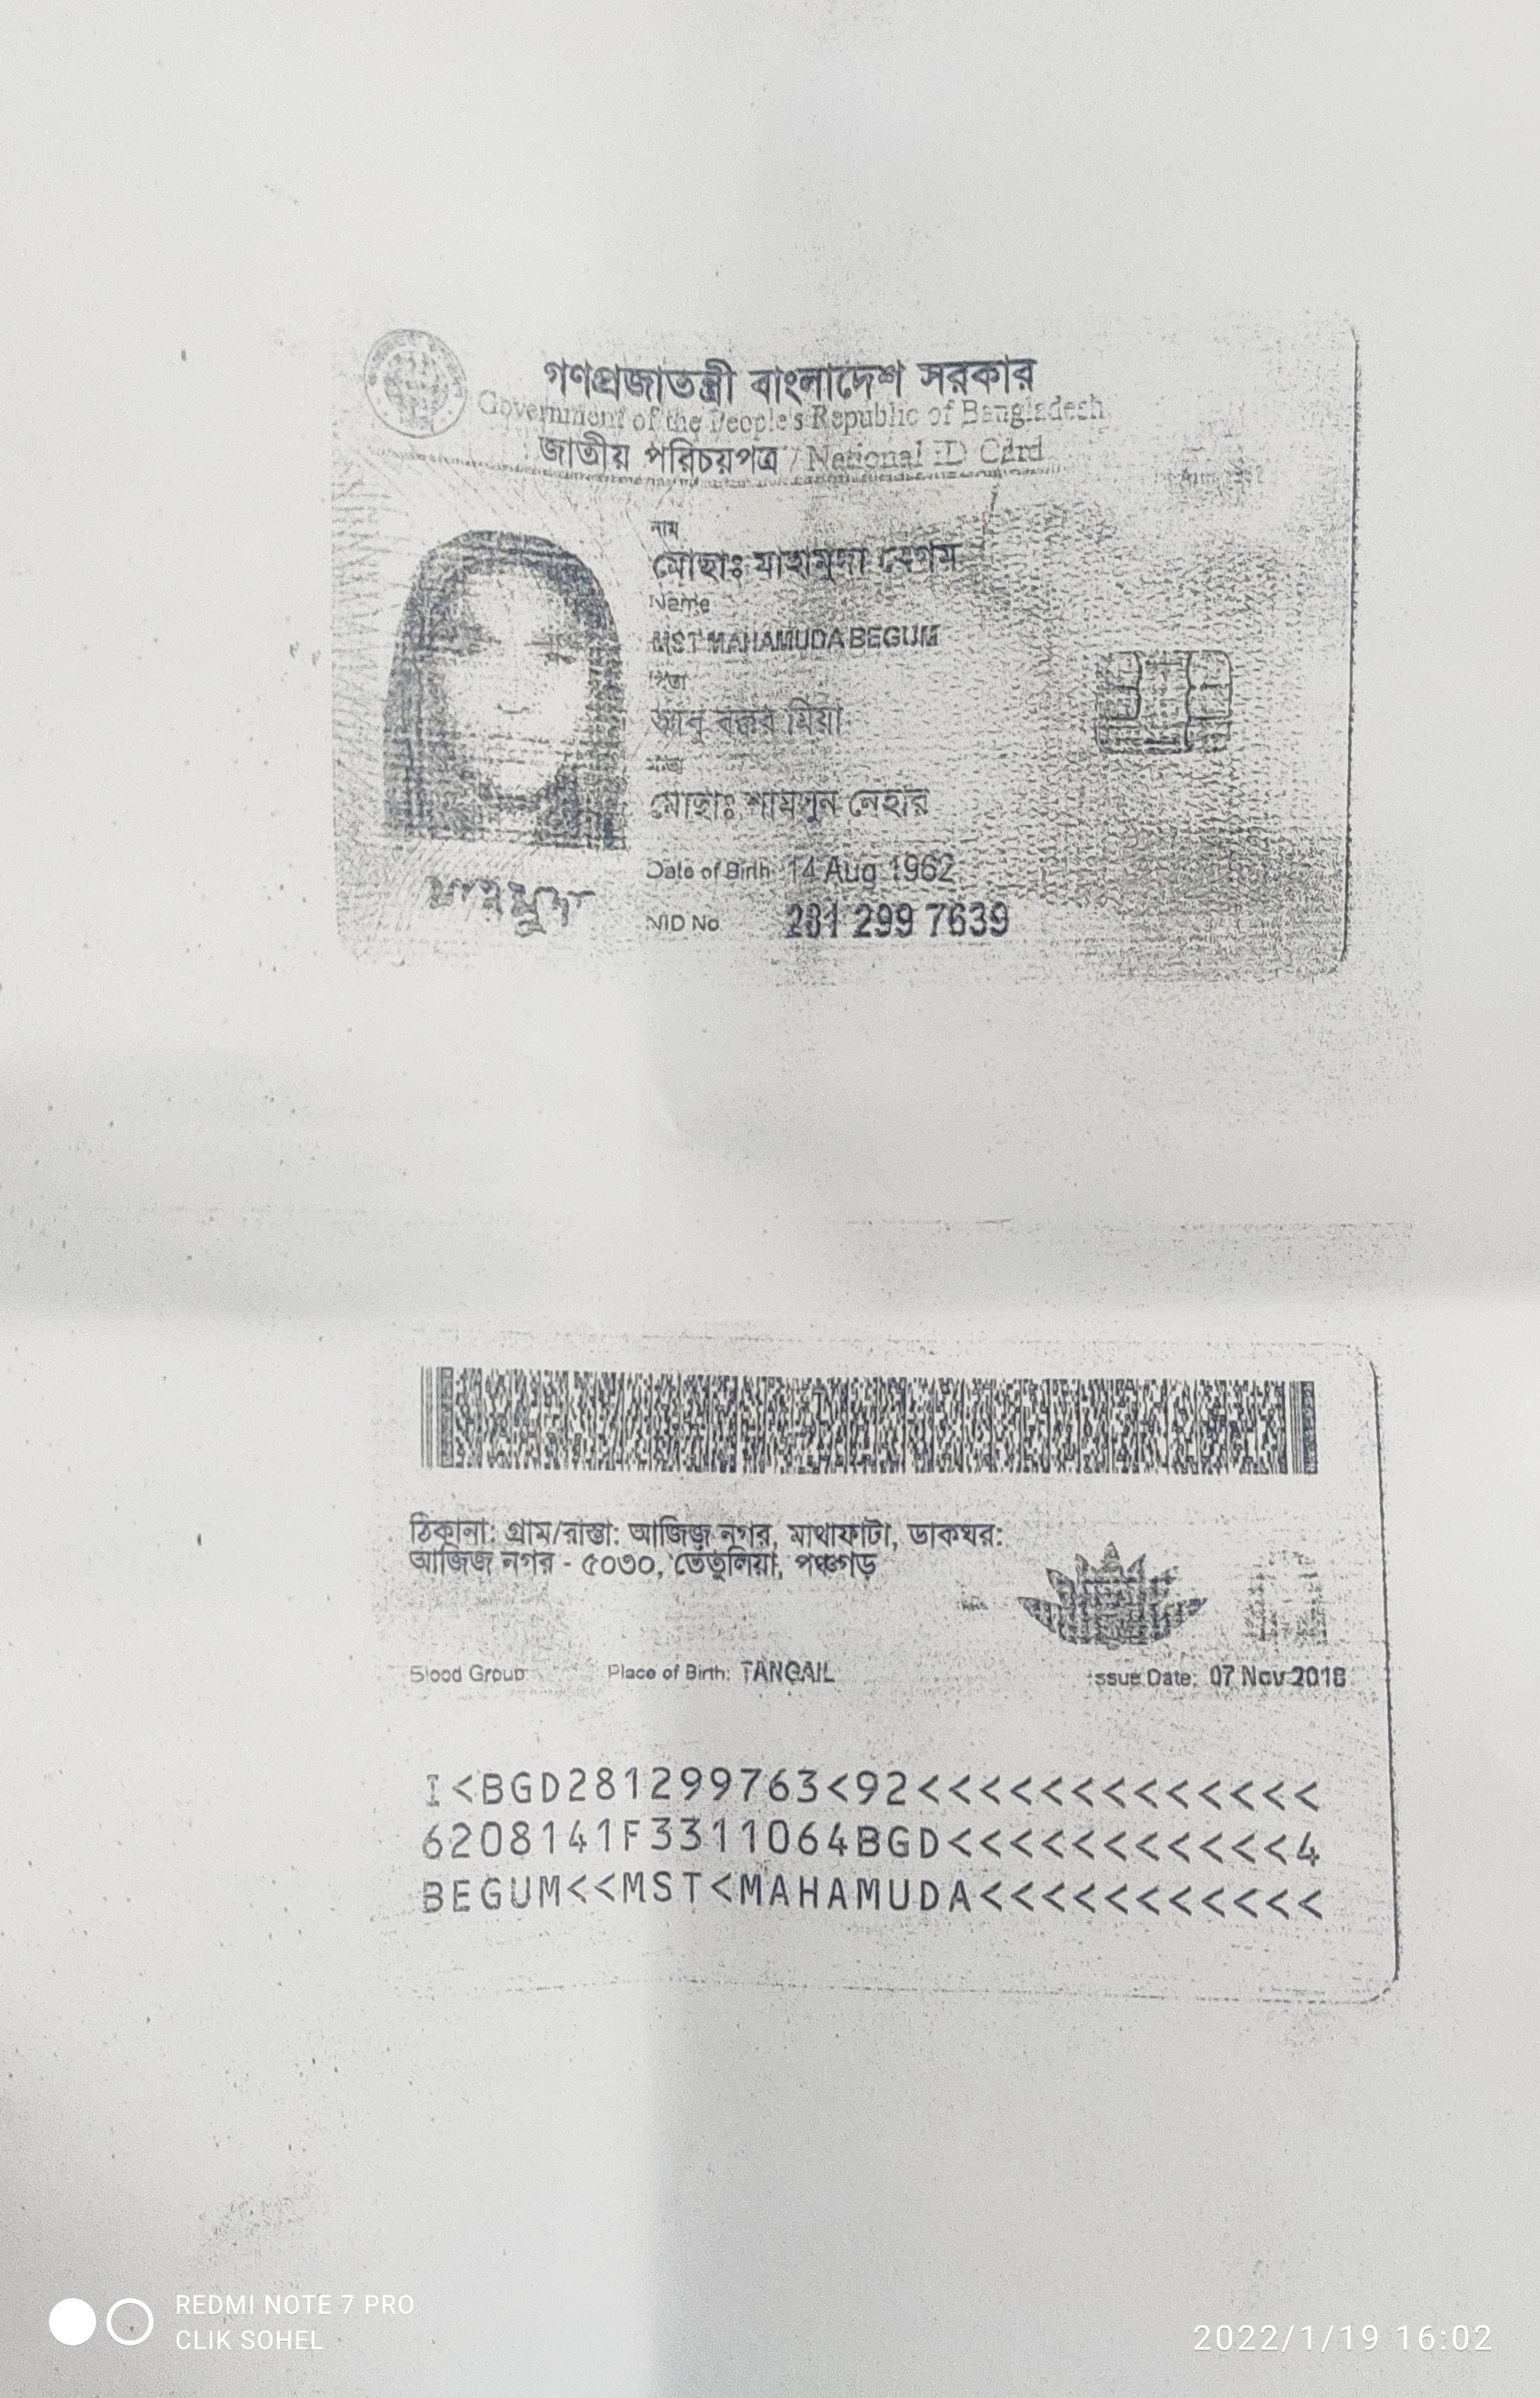 গণপ্রজাতন্ত্রী বাংলাদেশ সরকার
Government of the People's Republic of Bangladesh
জাতীয় পরিচয়পত্র / National ID Card
নাম
মোছাঃ মাহামুদা বেগম
Name
MST MAHAMUDA BEGUM
পিতা
আবু বক্কর মিয়া
মাতা
মোছাঃ শামসুন নেহার
Date of Birth 14 Aug 1962
NID No 281 299 7639
ঠিকানা: গ্রাম/রাস্তা: আজিজ নগর, মাথাফাটা, ডাকঘর:
আজিজ নগর - ৫০৩০, তেঁতুলিয়া, পঞ্চগড়
Blood Group Place of Birth: TANGAIL Issue Date: 07 Nov 2018
I<BGD281299763<92<<<<<<<<<<<<<<
6208141F3311064BGD<<<<<<<<<<<<4
BEGUM<<MST<MAHAMUDA<<<<<<<<<<<<
REDMI NOTE 7 PRO
CLIK SOHEL
2022/1/19 16:02